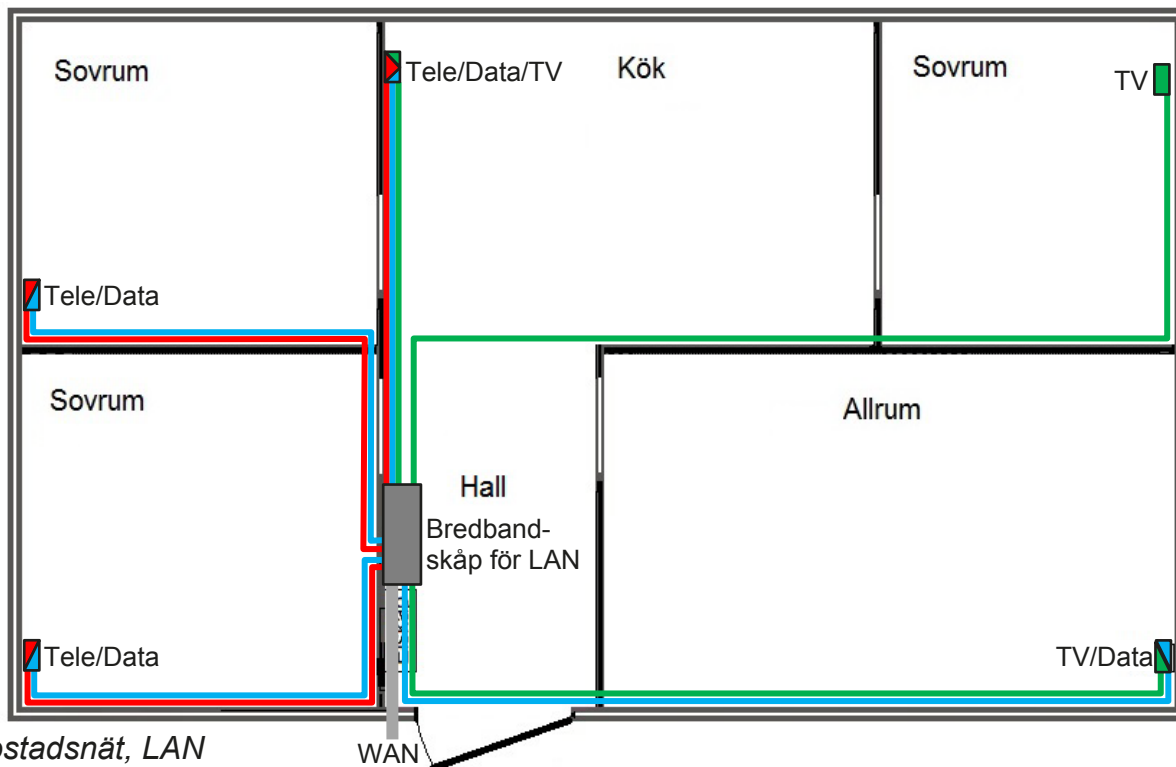 Sovrum
Tele/Data/TV
Kök
Sovrum
TV
Tele/Data
Sovrum
Allrum
Hall
Bredband-
skåp för LAN
Tele/Data
TV/Data
WAN
LAN